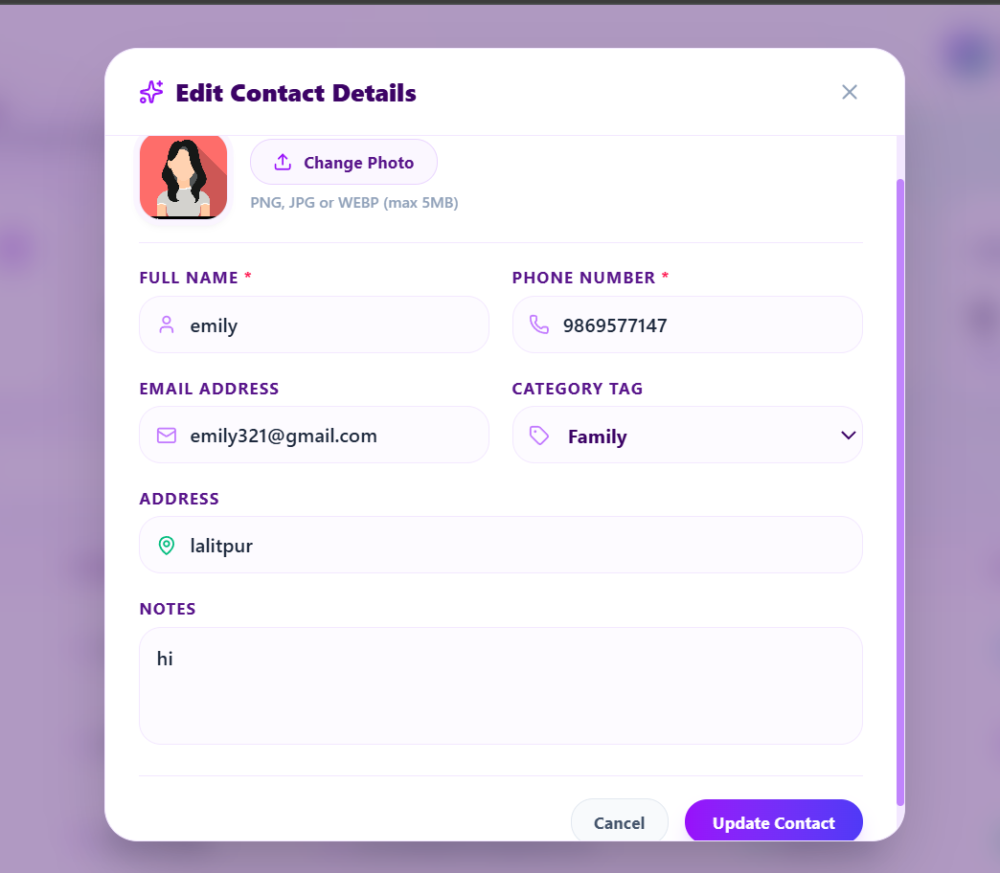 Edit Contact Details
Change Photo
PNG, JPG or WEBP (max 5MB)
FULL NAME *
emily
PHONE NUMBER *
9869577147
EMAIL ADDRESS
emily321@gmail.com
CATEGORY TAG
Family
ADDRESS
lalitpur
NOTES
hi
Cancel
Update Contact